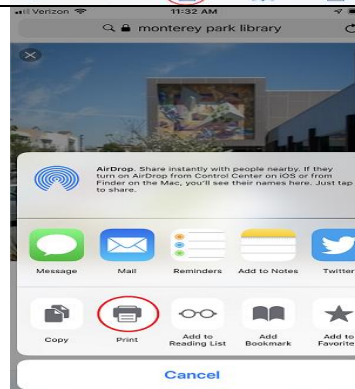 Verizon 11:32 AM
monterey park library
AirDrop. Share instantly with people nearby. If they
turn on AirDrop from Control Center on iOS or from
Finder on the Mac, you'll see their names here. Just tap
to share.
Message Mail Reminders Add to Notes Twitter
Copy Print Add to Reading List Add Bookmark Add to Favorite
Cancel